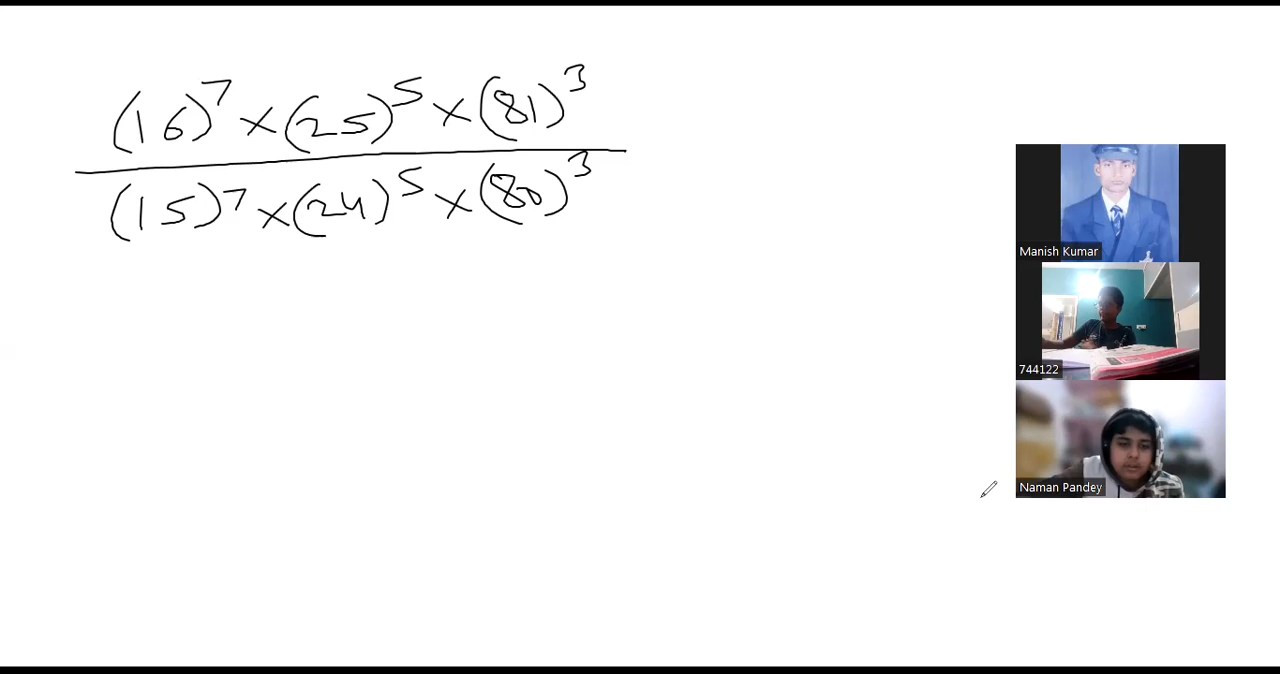 (16)^7 × (25)^5 × (81)^3
(15)^7 × (24)^5 × (80)^3
Manish Kumar
744122
Naman Pandey